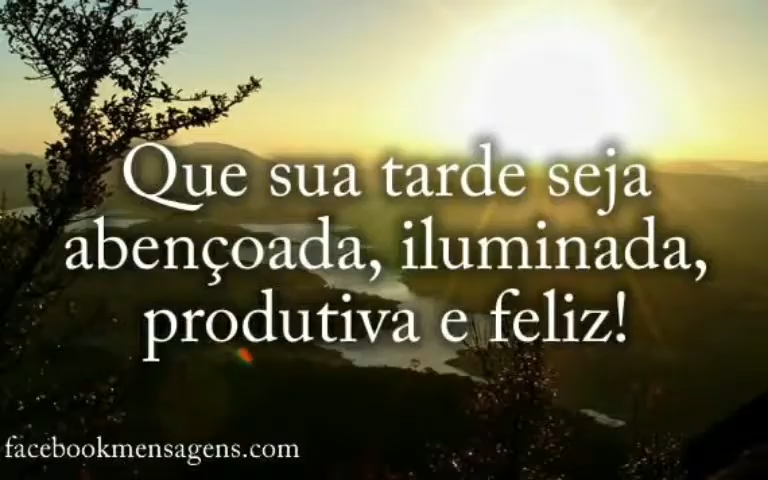 Que sua tarde seja
abençoada, iluminada,
produtiva e feliz!
facebookmensagens.com